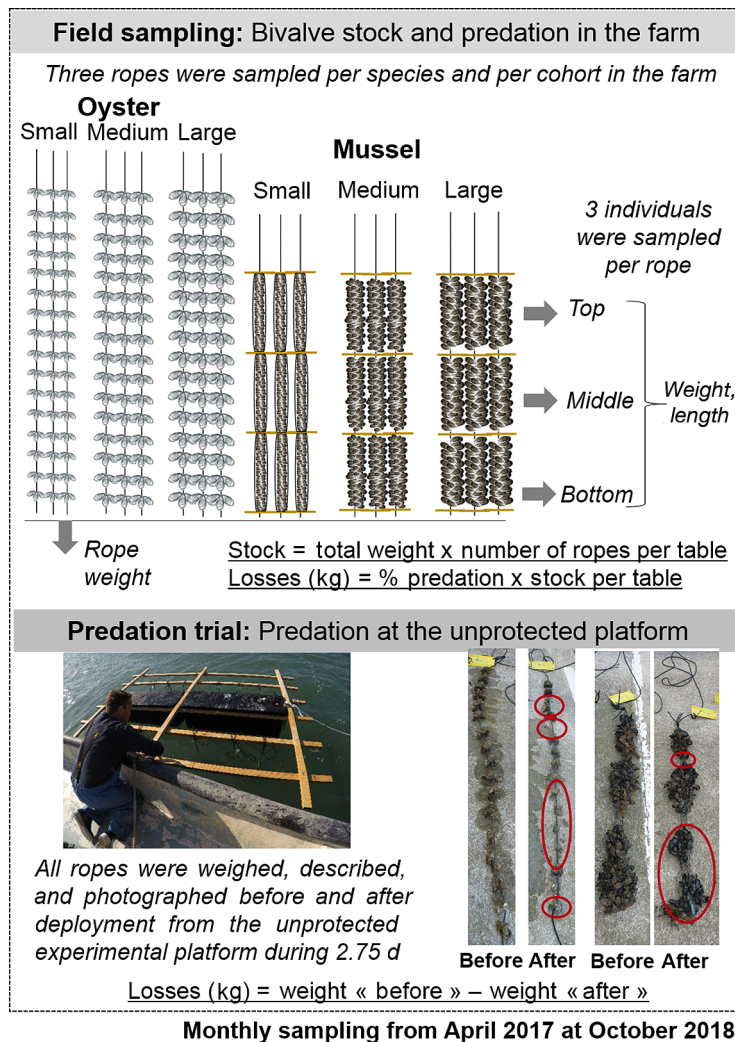 Field sampling: Bivalve stock and predation in the farm
Three ropes were sampled per species and per cohort in the farm
Oyster
Small Medium Large
Mussel
Small Medium Large
3 individuals
were sampled
per rope
Top
Middle
Bottom
Weight,
length
Rope
weight
Stock = total weight x number of ropes per table
Losses (kg) = % predation x stock per table
Predation trial: Predation at the unprotected platform
All ropes were weighed, described,
and photographed before and after
deployment from the unprotected
experimental platform during 2.75 d
Before After Before After
Losses (kg) = weight « before » – weight « after »
Monthly sampling from April 2017 at October 2018